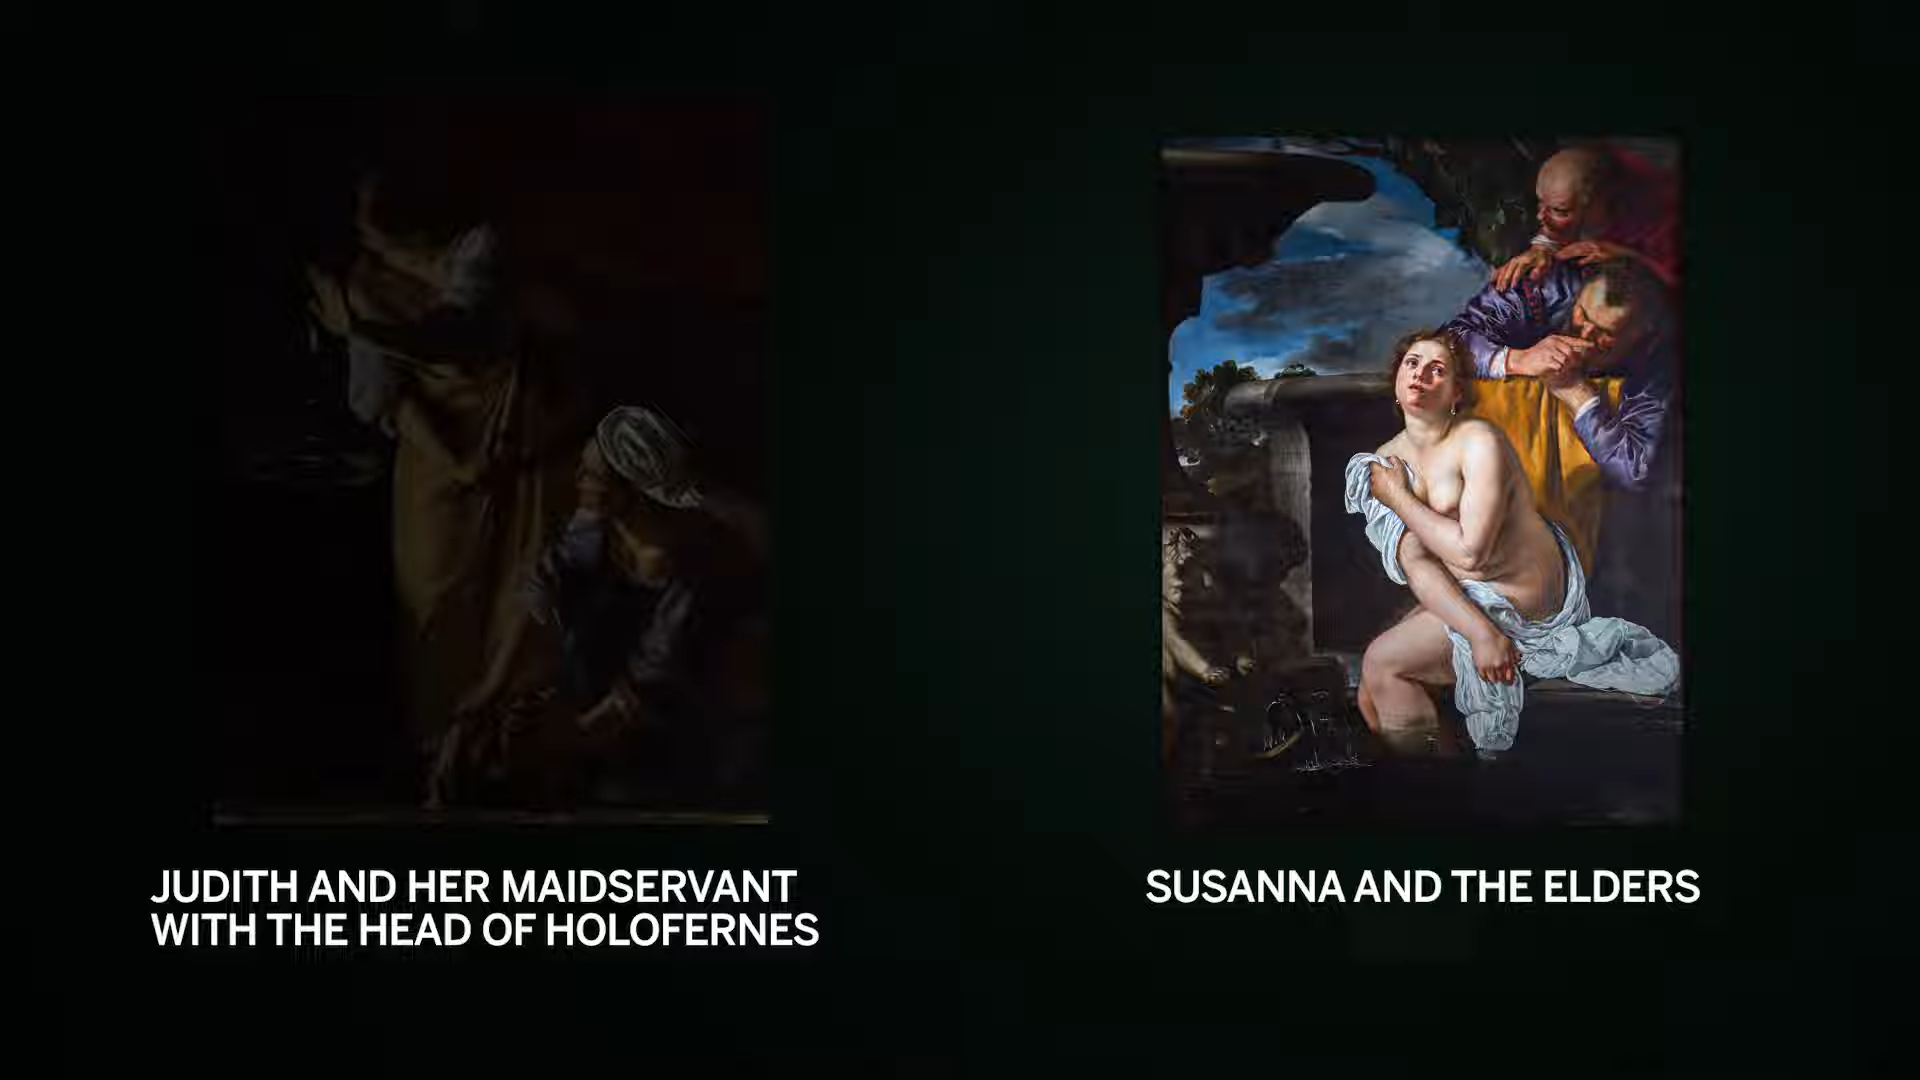 JUDITH AND HER MAIDSERVANT
WITH THE HEAD OF HOLOFERNES
SUSANNA AND THE ELDERS